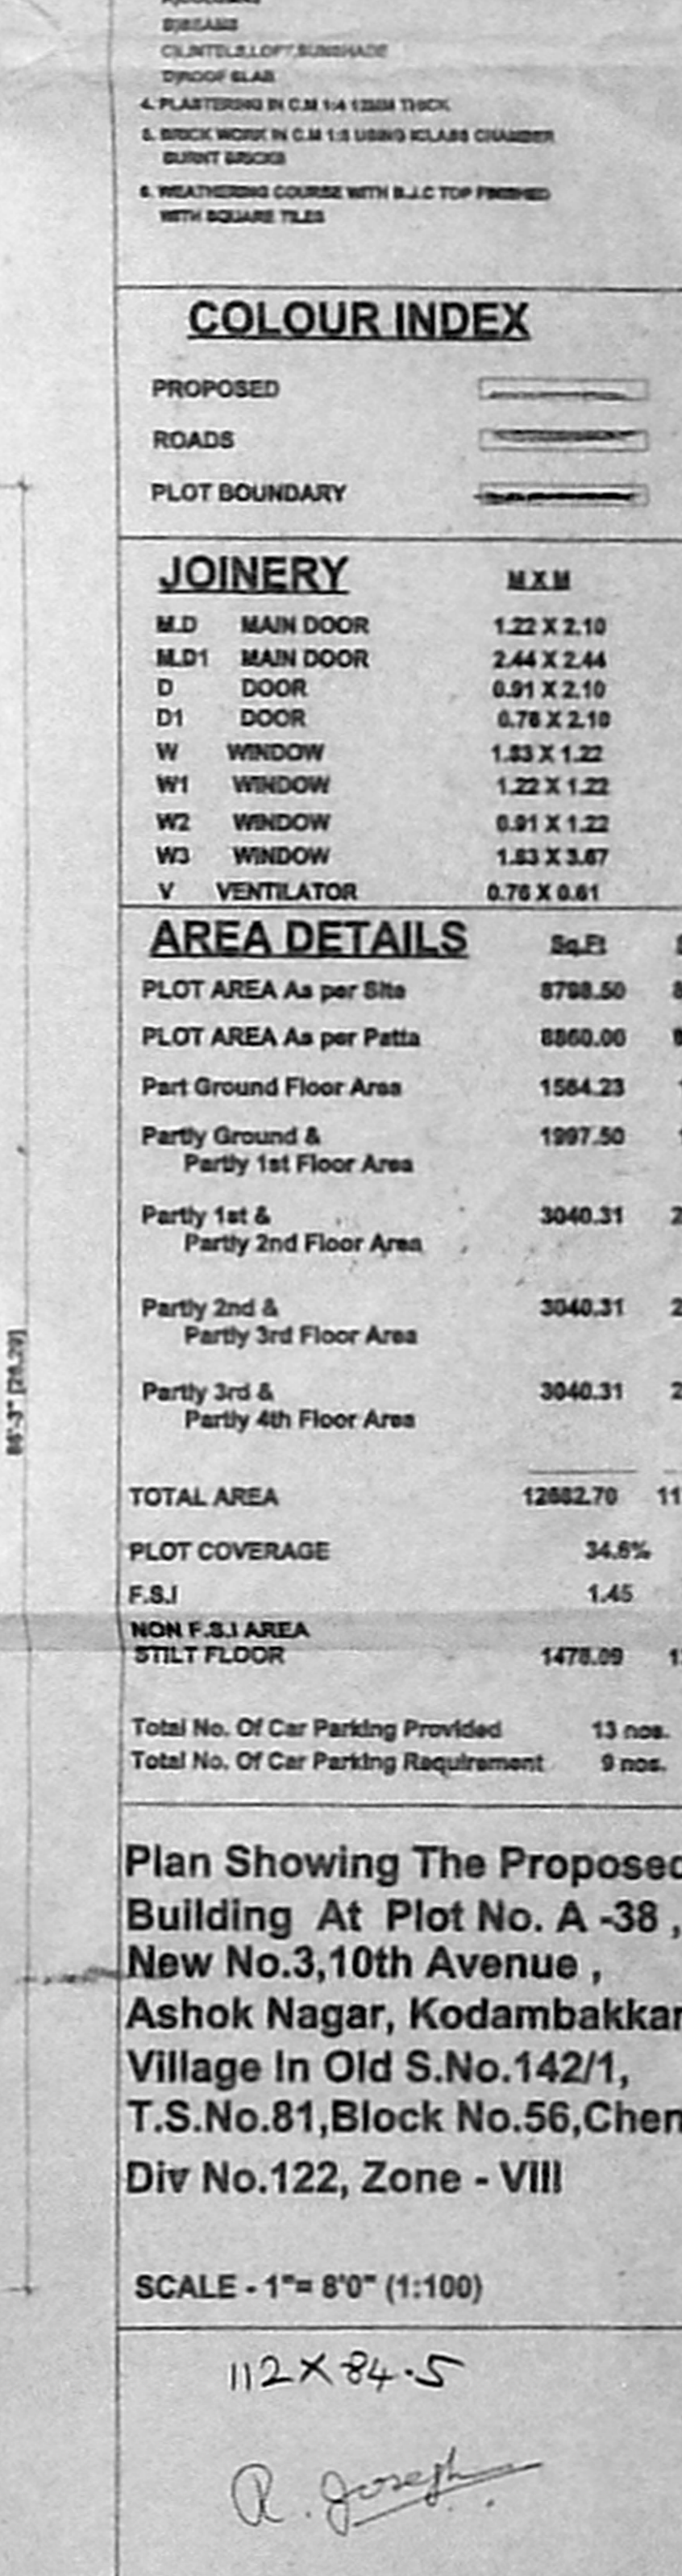 B)BEAMS
C)LINTELS,LOFT,SUNSHADE
D)ROOF SLAB
4. PLASTERING IN C.M 1:4 12MM THICK
5. BRICK WORK IN C.M 1:5 USING ICLASS CHAMBER
BURNT BRICKS
6. WEATHERING COURSE WITH B.J.C TOP FINISHED
WITH SQUARE TILES
COLOUR INDEX
PROPOSED
ROADS
PLOT BOUNDARY
JOINERY M X M
M.D MAIN DOOR 1.22 X 2.10
M.D1 MAIN DOOR 2.44 X 2.44
D DOOR 0.91 X 2.10
D1 DOOR 0.76 X 2.10
W WINDOW 1.83 X 1.22
W1 WINDOW 1.22 X 1.22
W2 WINDOW 0.91 X 1.22
W3 WINDOW
V VENTILATOR 0.76 X 0.61
AREA DETAILS Sq.Ft
PLOT AREA As per Site 8798.50
PLOT AREA As per Patta
Part Ground Floor Area 1564.23
Partly Ground & 1997.50
Partly 1st Floor Area
Partly 1st & 3040.31
Partly 2nd Floor Area
Partly 2nd & 3040.31
Partly 3rd Floor Area
Partly 3rd & 3040.31
Partly 4th Floor Area
86'-3" [26.29]
TOTAL AREA 12682.70 11
PLOT COVERAGE 34.6%
F.S.I 1.45
NON F.S.I AREA
STILT FLOOR 1478.09
Total No. Of Car Parking Provided 13 nos.
Total No. Of Car Parking Requirement 9 nos.
Plan Showing The Proposed
Building At Plot No. A -38 ,
New No.3,10th Avenue ,
Ashok Nagar, Kodambakkam
Village In Old S.No.142/1,
T.S.No.81,Block No.56,Chen
Div No.122, Zone - VIII
SCALE - 1"= 8'0" (1:100)
112 X 84.5
R. Joseph